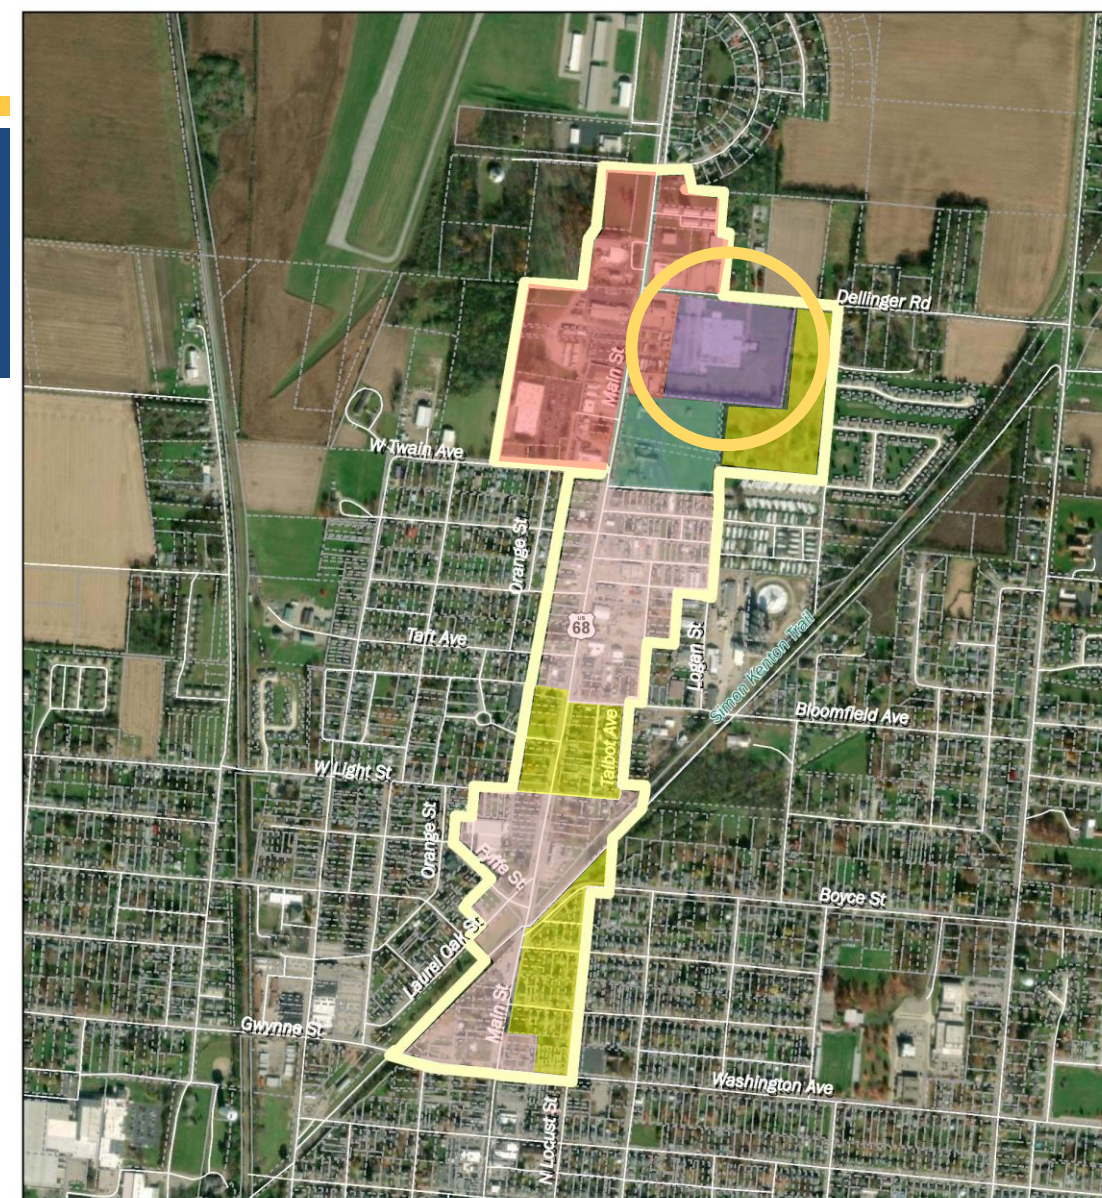 Dellinger Rd
Main St
W Twain Ave
Orange St
US
68
Taft Ave
Logan St
Simon Kenton Trail
Bloomfield Ave
Talbot Ave
W Light St
Orange St
Fyffe St
Boyce St
Laurel Oak St
Main St
Gwynne St
Washington Ave
N Locust St